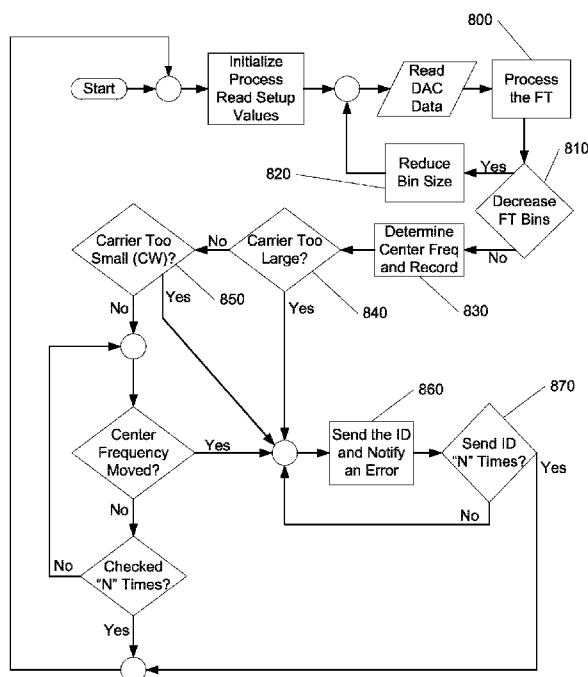 800
Start
Initialize
Process
Read Setup
Values
Read
DAC
Data
Process
the FT
810
Yes
Reduce
Bin Size
820
Decrease
FT Bins
No
Determine
Center Freq
and Record
830
Carrier Too
Large?
840
No
Yes
Carrier Too
Small (CW)?
850
No
Yes
Center
Frequency
Moved?
Yes
No
860
Send the ID
and Notify
an Error
870
Send ID
“N” Times?
Yes
No
Checked
“N” Times?
No
Yes